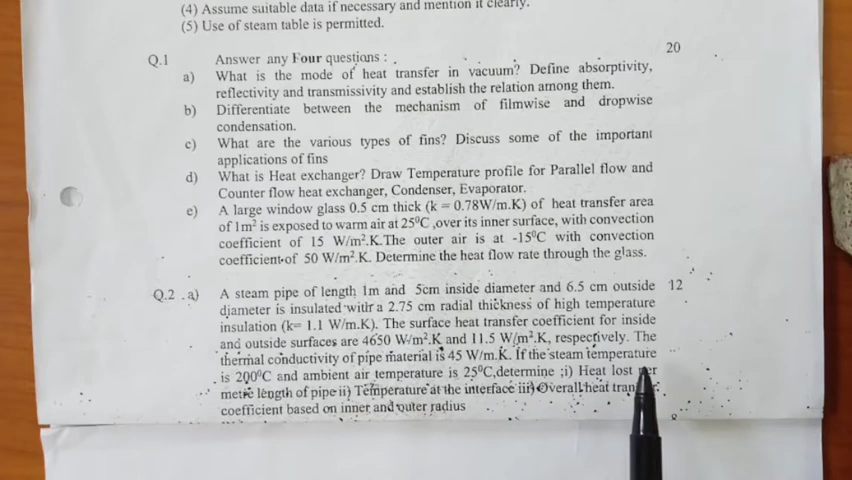 (4) Assume suitable data if necessary and mention it clearly.
(5) Use of steam table is permitted.
Q.1 Answer any Four questions : 20
a) What is the mode of heat transfer in vacuum? Define absorptivity,
reflectivity and transmissivity and establish the relation among them.
b) Differentiate between the mechanism of filmwise and dropwise
condensation.
c) What are the various types of fins? Discuss some of the important
applications of fins
d) What is Heat exchanger? Draw Temperature profile for Parallel flow and
Counter flow heat exchanger, Condenser, Evaporator.
e) A large window glass 0.5 cm thick (k = 0.78W/m.K) of heat transfer area
of 1m² is exposed to warm air at 25⁰C ,over its inner surface, with convection
coefficient of 15 W/m².K.The outer air is at -15⁰C with convection
coefficient of 50 W/m².K. Determine the heat flow rate through the glass.
Q.2 a) A steam pipe of length 1m and 5cm inside diameter and 6.5 cm outside 12
diameter is insulated with a 2.75 cm radial thickness of high temperature
insulation (k= 1.1 W/m.K). The surface heat transfer coefficient for inside
and outside surfaces are 4650 W/m².K and 11.5 W/m².K, respectively. The
thermal conductivity of pipe material is 45 W/m.K. If the steam temperature
is 200⁰C and ambient air temperature is 25⁰C,determine ;i) Heat lost per
metre length of pipe ii) Temperature at the interface iii) Overall heat
coefficient based on inner and outer radius
8